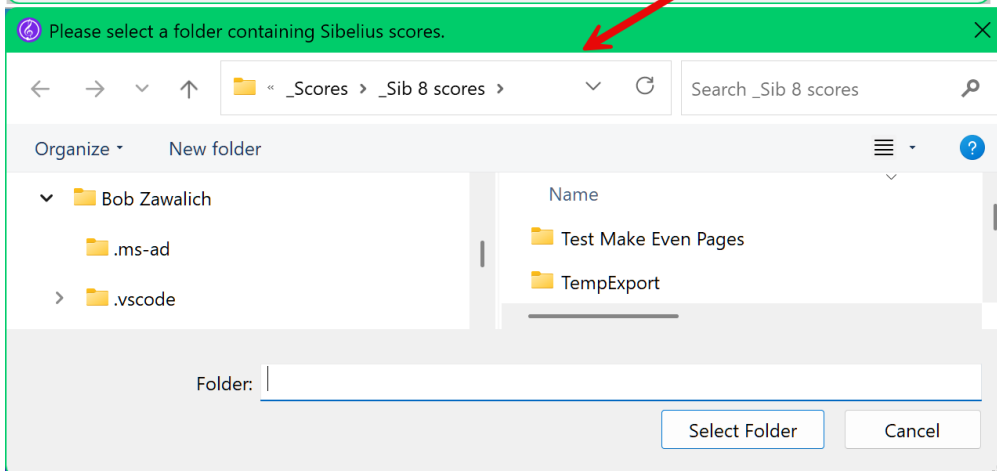 Please select a folder containing Sibelius scores.
« _Scores > _Sib 8 scores >
Search _Sib 8 scores
Organize
New folder
Bob Zawalich
.ms-ad
.vscode
Name
Test Make Even Pages
TempExport
Folder:
Select Folder
Cancel